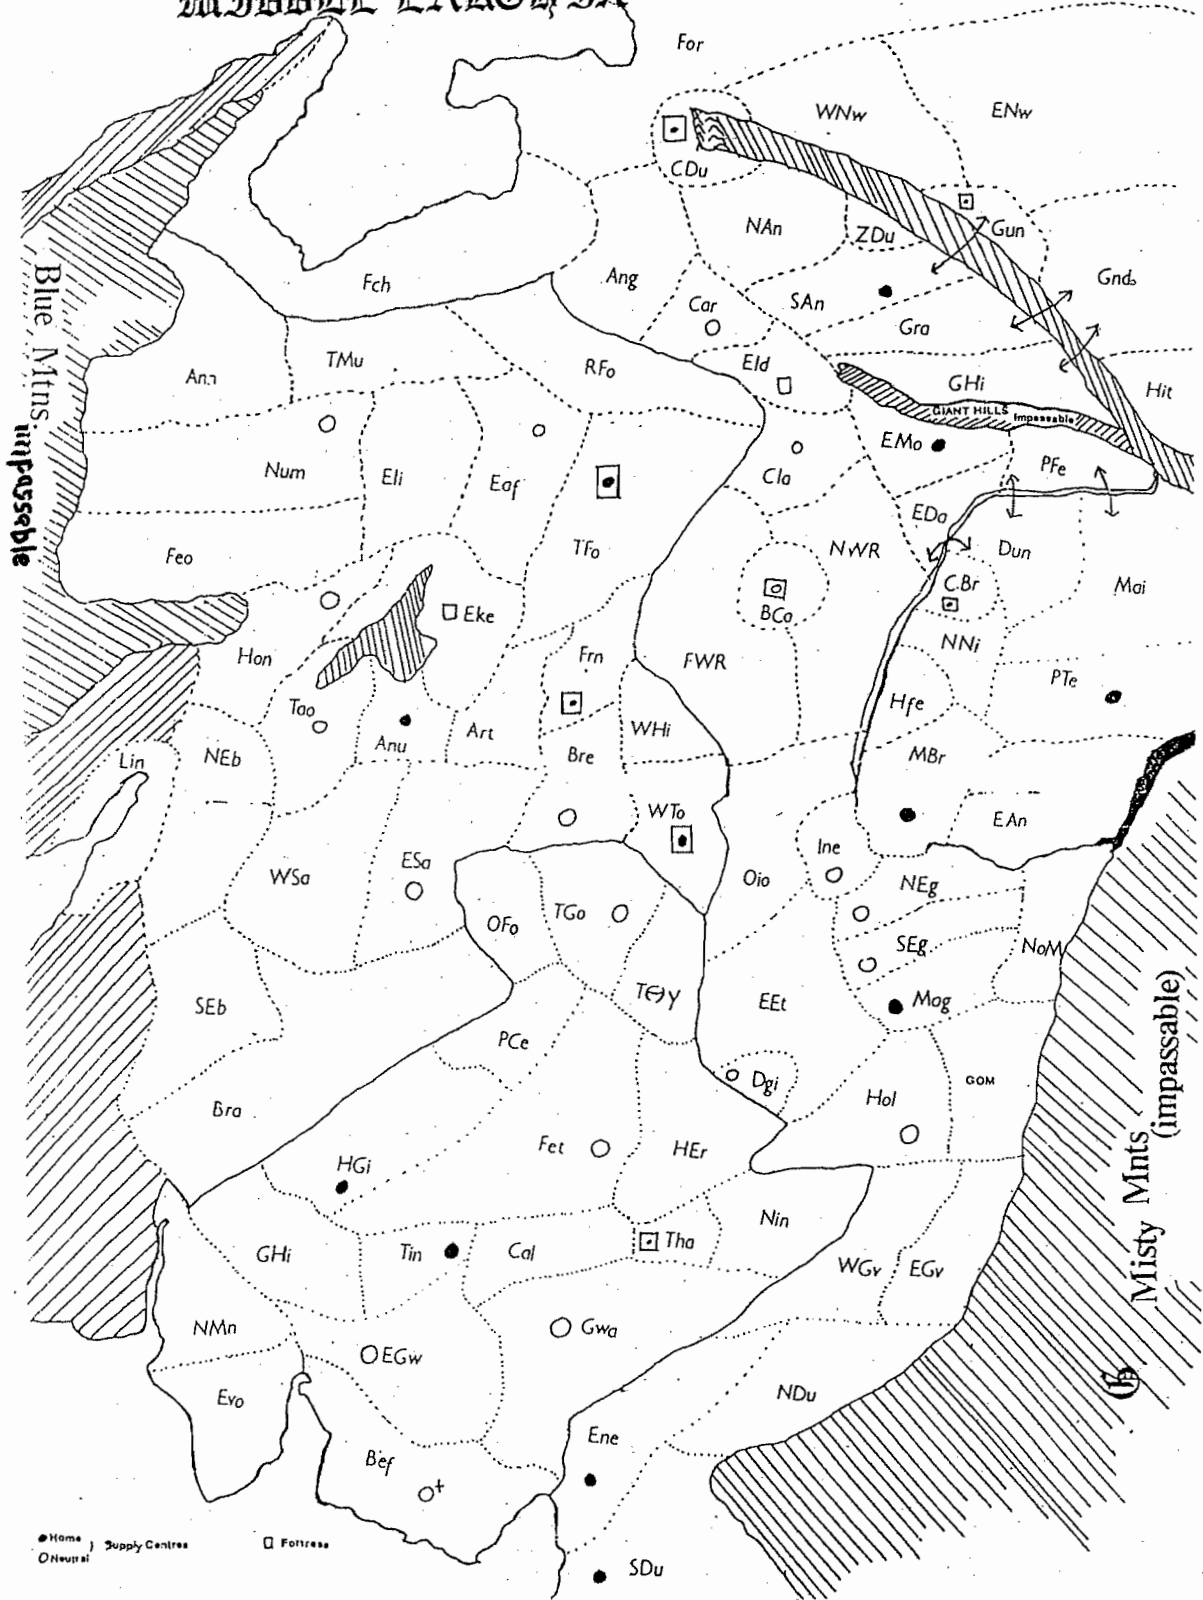 For
WNw
ENw
CDu
NAn
ZDu
Gun
Fch
Ang
Gnd
Car
SAn
Gra
Blue Mtns.
impaseble
Ann
TMu
RFo
Eld
GHi
Hit
GIANT HILLS Impassable
EMo
PFe
Num
Eli
Eaf
Cla
EDa
Feo
TFo
NWR
Dun
CBr
Mai
Eke
BCa
Hon
Frn
FWR
NNi
Tao
Hfe
PTe
Anu
Art
WHi
Lin
NEb
Bre
MBr
WTo
EAn
WSa
ESa
Ine
Oio
NEg
OFo
TGo
SEg
NoM
SEb
TΘy
EEt
Mag
PCe
Dgi
GOM
Bra
Hol
Fet
HEr
HGi
Misty Mnts
(impassable)
GHi
Tin
Cal
Tha
Nin
WGv
EGv
NMn
EGw
Gwa
Evo
NDu
Ene
Bef
Home
Neutral
} Supply Centres
Fortress
SDu